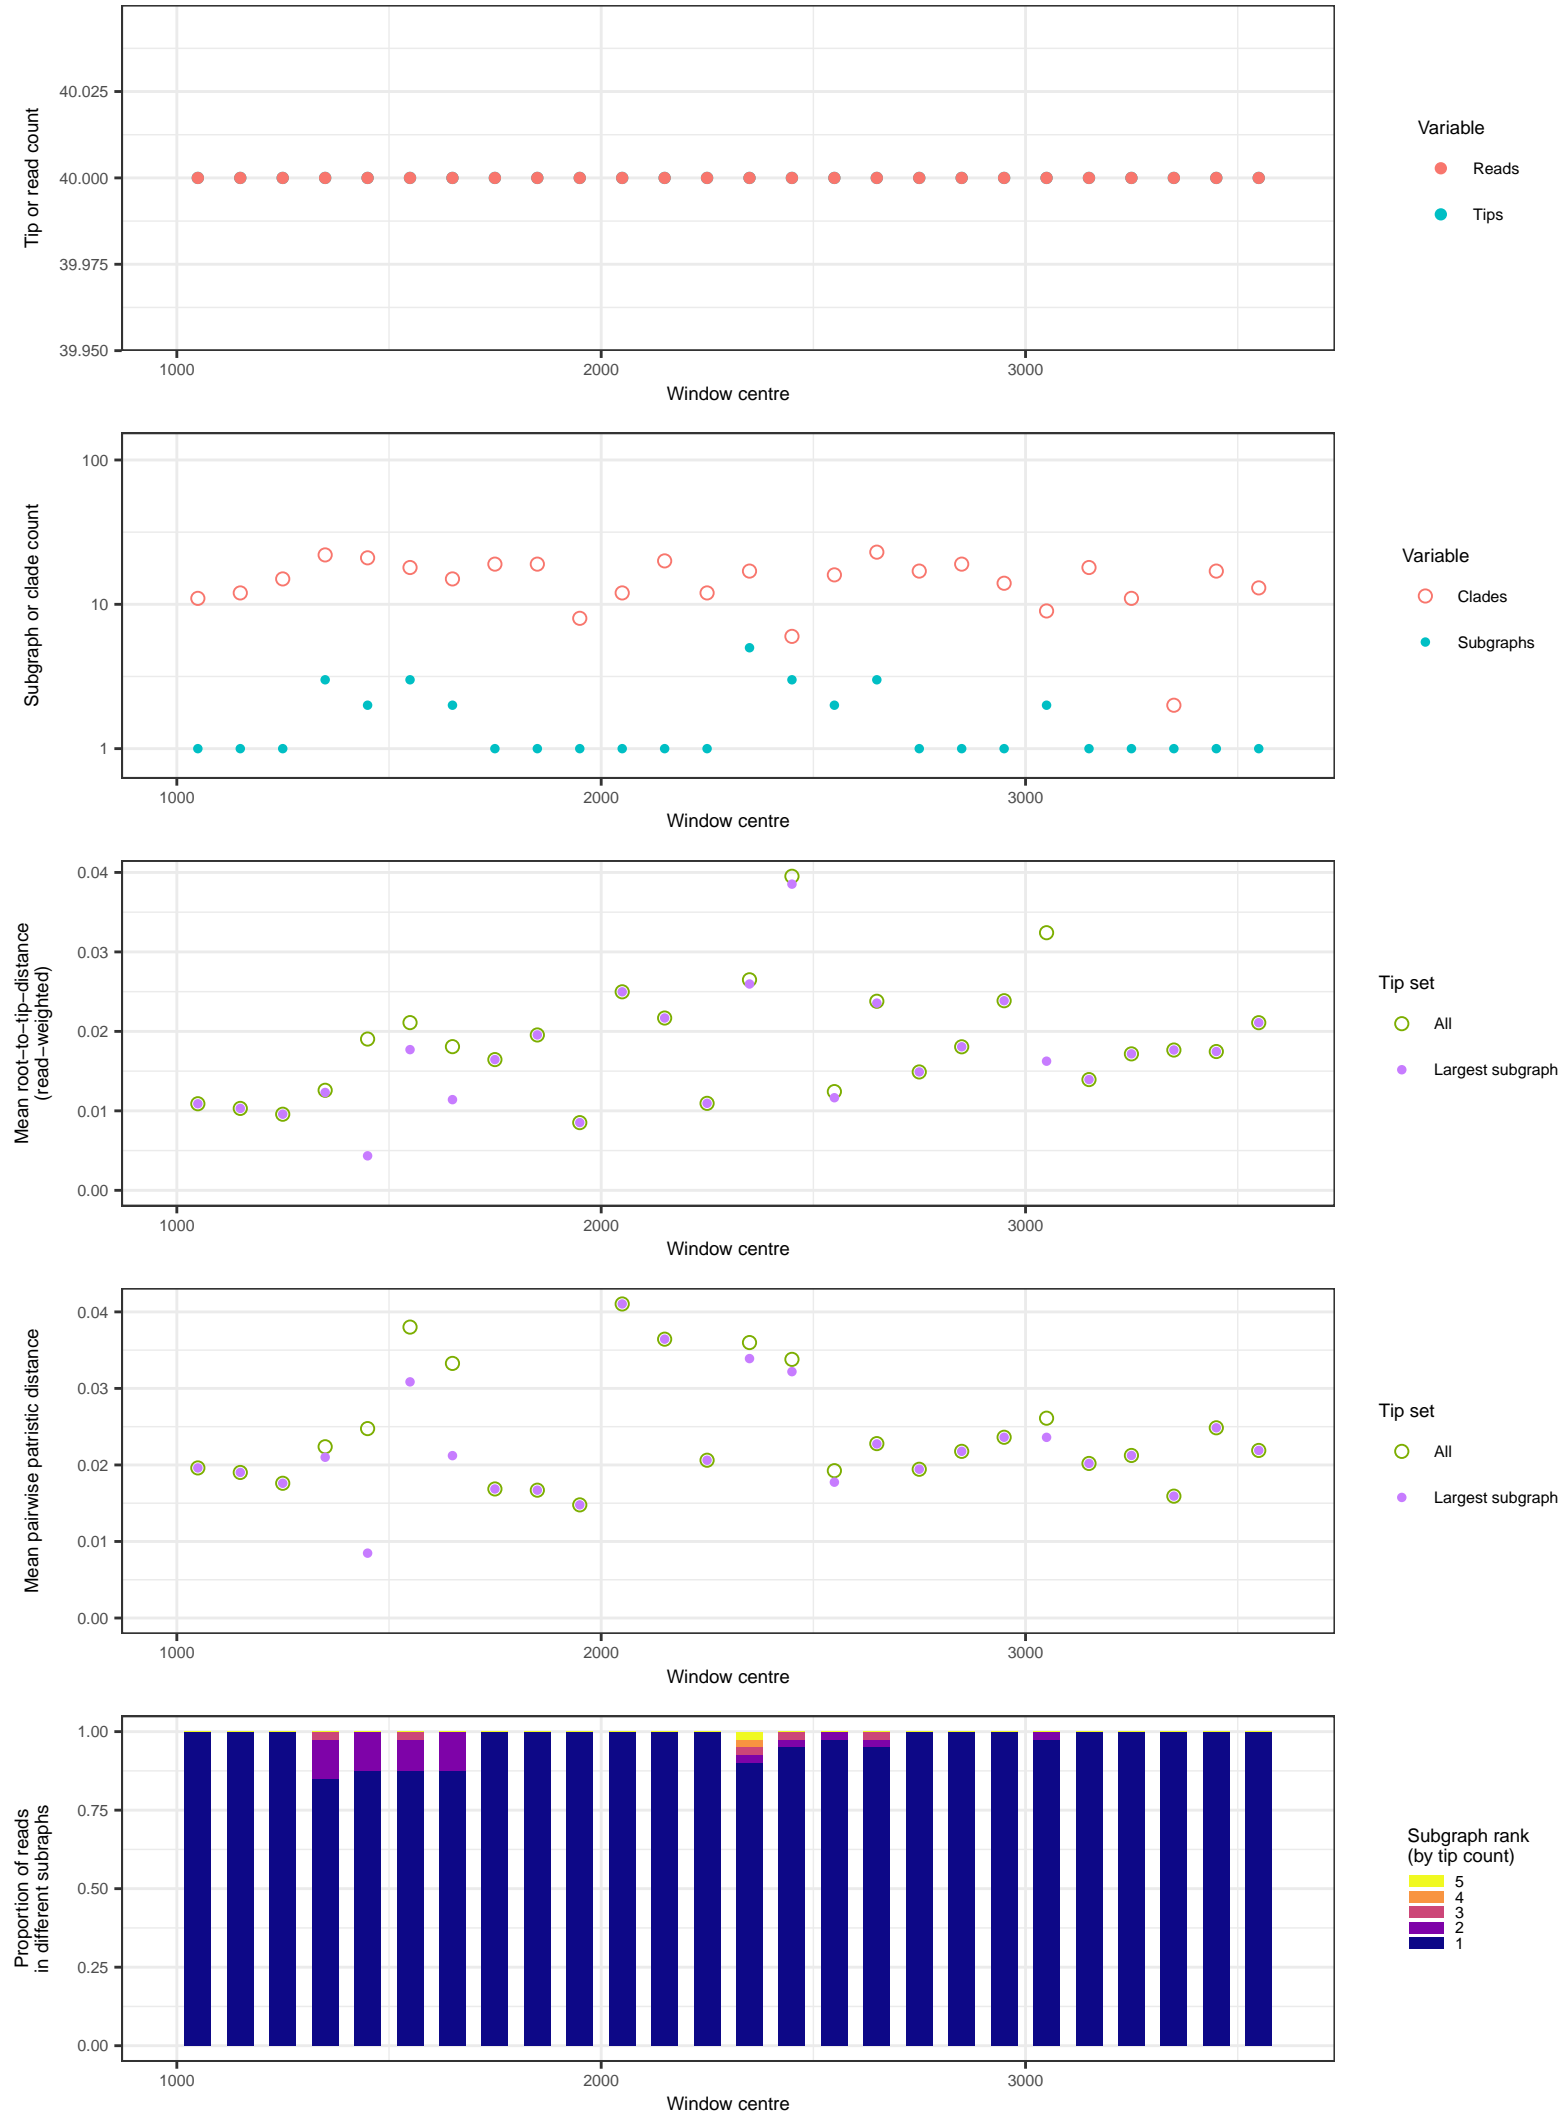 Tip or read count
40.025
40.000
39.975
39.950
1000
2000
3000
Window centre
Variable
Reads
Tips
Subgraph or clade count
100
10
1
1000
2000
3000
Window centre
Variable
Clades
Subgraphs
Mean root−to−tip−distance
(read−weighted)
0.04
0.03
0.02
0.01
0.00
1000
2000
3000
Window centre
Tip set
All
Largest subgraph
Mean pairwise patristic distance
0.04
0.03
0.02
0.01
0.00
1000
2000
3000
Window centre
Tip set
All
Largest subgraph
Proportion of reads
in different subraphs
1.00
0.75
0.50
0.25
0.00
1000
2000
3000
Window centre
Subgraph rank
(by tip count)
5
4
3
2
1